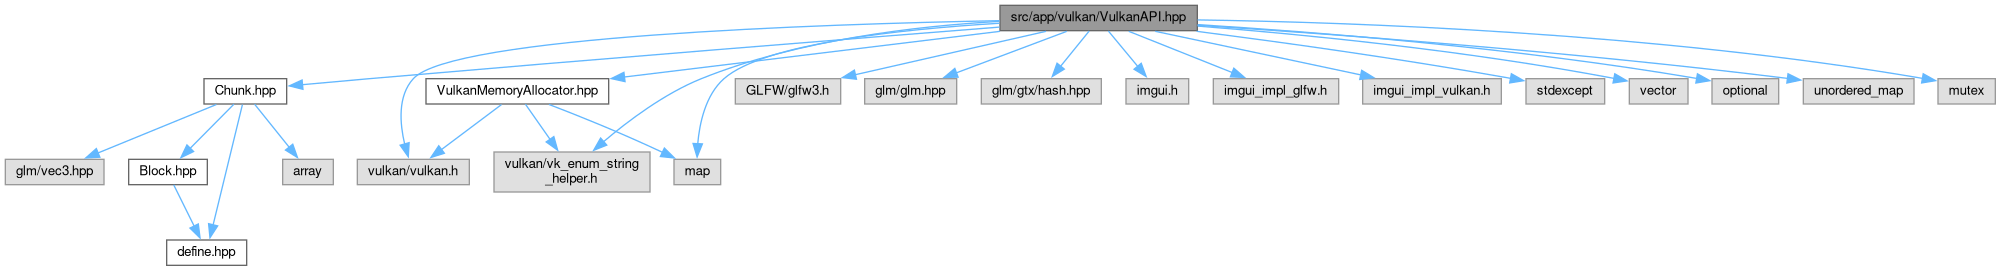 src/app/vulkan/VulkanAPI.hpp
Chunk.hpp
VulkanMemoryAllocator.hpp
GLFW/glfw3.h
glm/glm.hpp
glm/gtx/hash.hpp
imgui.h
imgui_impl_glfw.h
imgui_impl_vulkan.h
stdexcept
vector
optional
unordered_map
mutex
glm/vec3.hpp
Block.hpp
array
vulkan/vulkan.h
vulkan/vk_enum_string
_helper.h
map
define.hpp